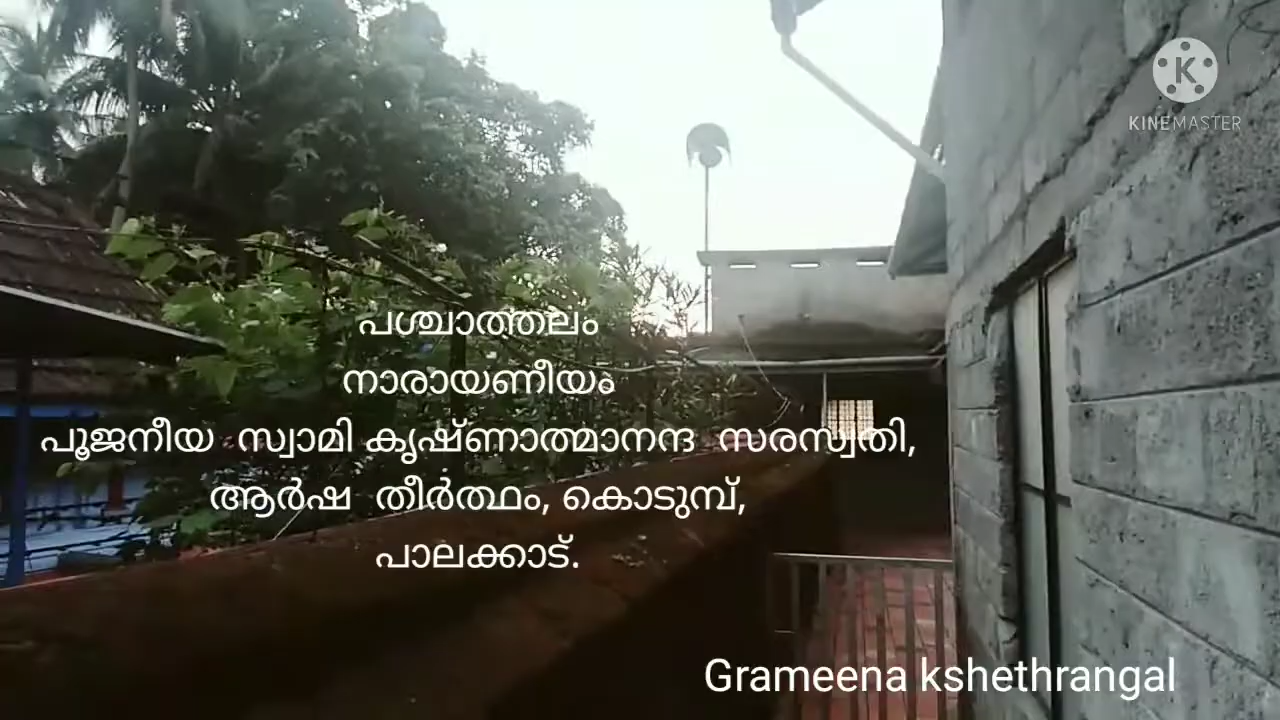 K
KINEMASTER
പശ്ചാത്തലം
നാരായണീയം
പൂജനീയ സ്വാമി കൃഷ്ണാത്മാനന്ദ സരസ്വതി,
ആർഷ തീർത്ഥം, കൊടുമ്പ്,
പാലക്കാട്.
Grameena kshethrangal